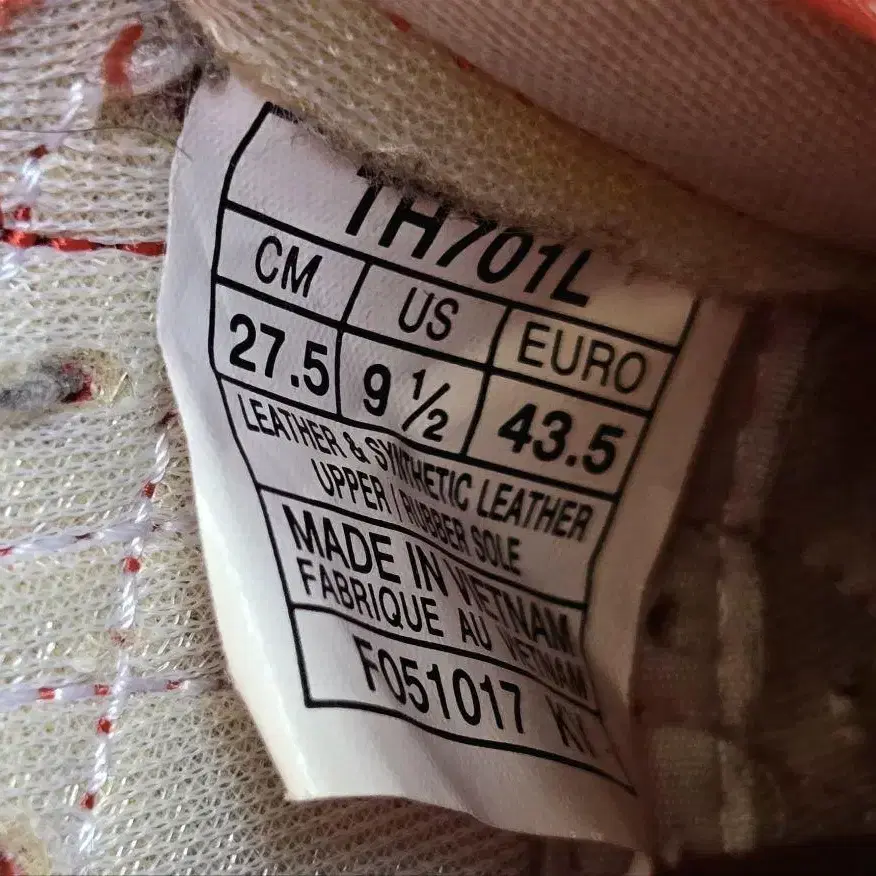 TH701L
CM US EURO
27.5 9 ½ 43.5
LEATHER & SYNTHETIC LEATHER
UPPER / RUBBER SOLE
MADE IN VIETNAM
FABRIQUE AU VIETNAM
F051017